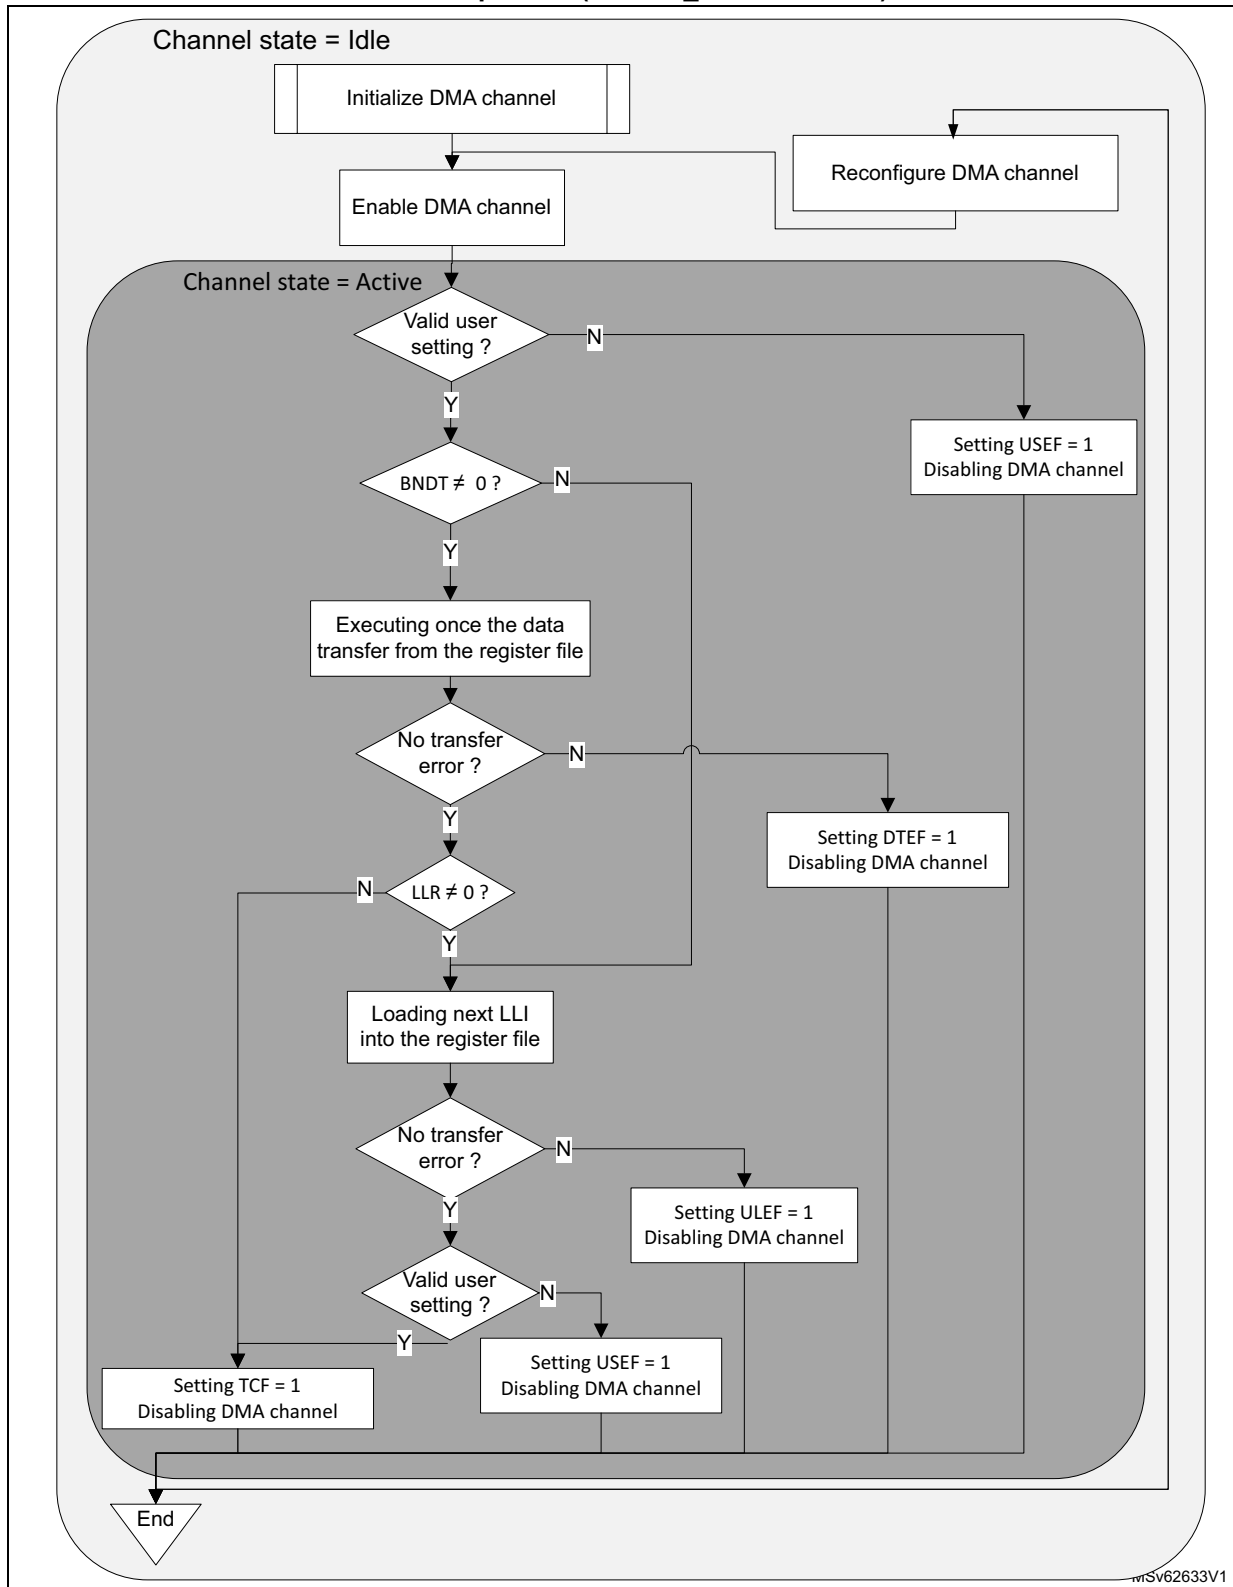 Channel state = Idle
Initialize DMA channel
Reconfigure DMA channel
Enable DMA channel
Channel state = Active
Valid user
setting ?
N
Y
Setting USEF = 1
Disabling DMA channel
BNDT ≠ 0 ?
N
Y
Executing once the data
transfer from the register file
No transfer
error ?
N
Y
Setting DTEF = 1
Disabling DMA channel
LLR ≠ 0 ?
N
Y
Loading next LLI
into the register file
No transfer
error ?
N
Y
Setting ULEF = 1
Disabling DMA channel
Valid user
setting ?
N
Y
Setting USEF = 1
Disabling DMA channel
Setting TCF = 1
Disabling DMA channel
End
MSv62633V1